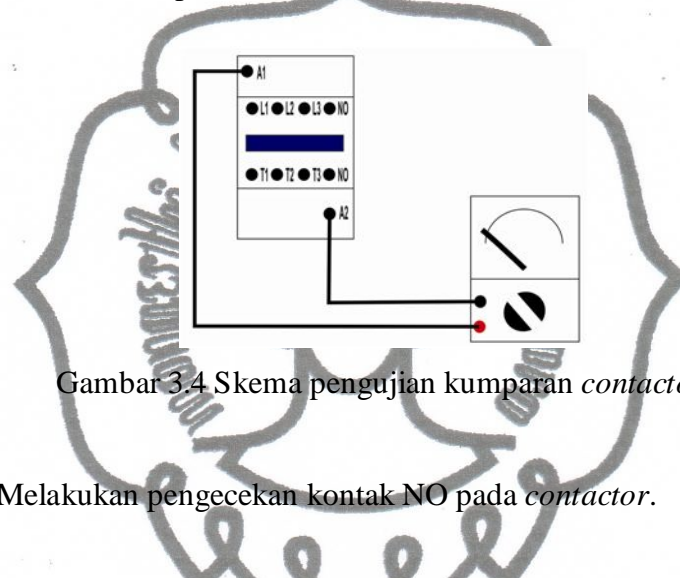 A1
L1 L2 L3 NO
T1 T2 T3 NO
A2
Gambar 3.4 Skema pengujian kumparan contacto
Melakukan pengecekan kontak NO pada contactor.